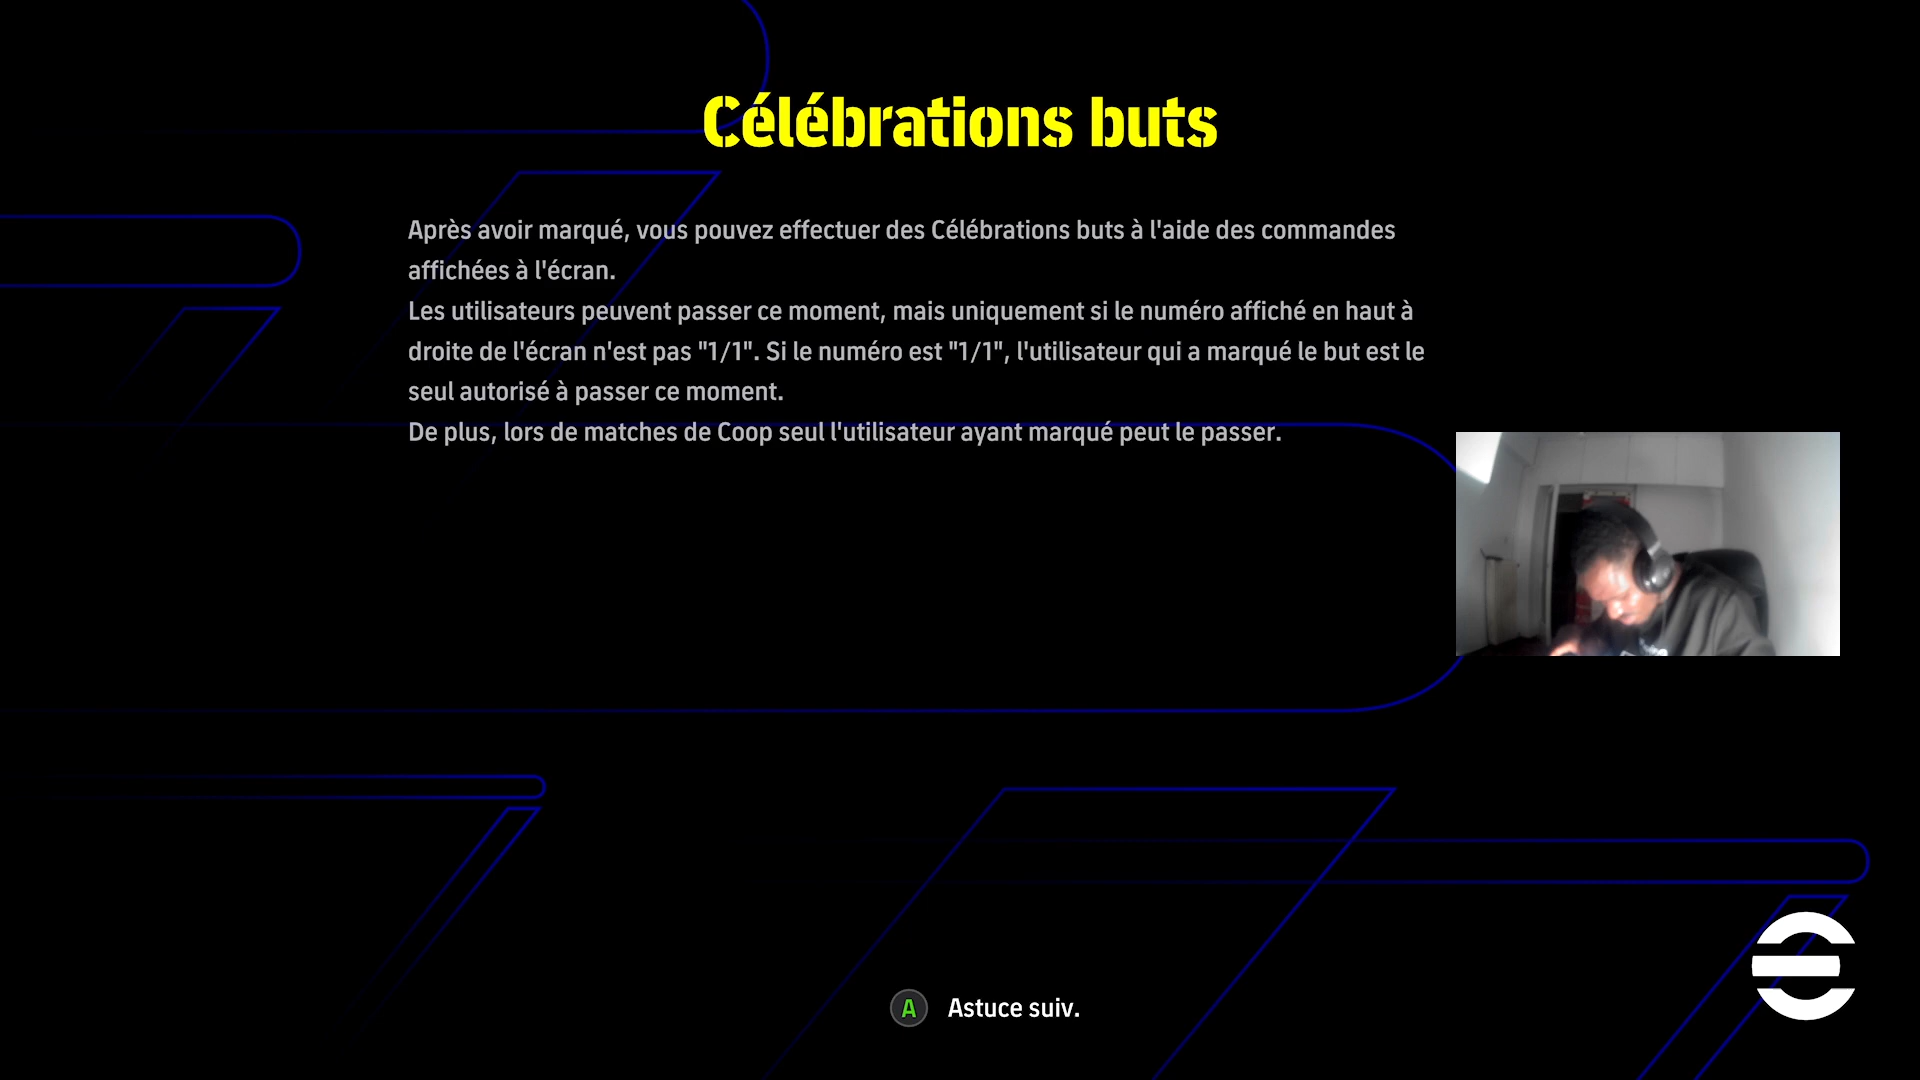 Célébrations buts
Après avoir marqué, vous pouvez effectuer des Célébrations buts à l'aide des commandes
affichées à l'écran.
Les utilisateurs peuvent passer ce moment, mais uniquement si le numéro affiché en haut à
droite de l'écran n'est pas "1/1". Si le numéro est "1/1", l'utilisateur qui a marqué le but est le
seul autorisé à passer ce moment.
De plus, lors de matches de Coop seul l'utilisateur ayant marqué peut le passer.
A Astuce suiv.